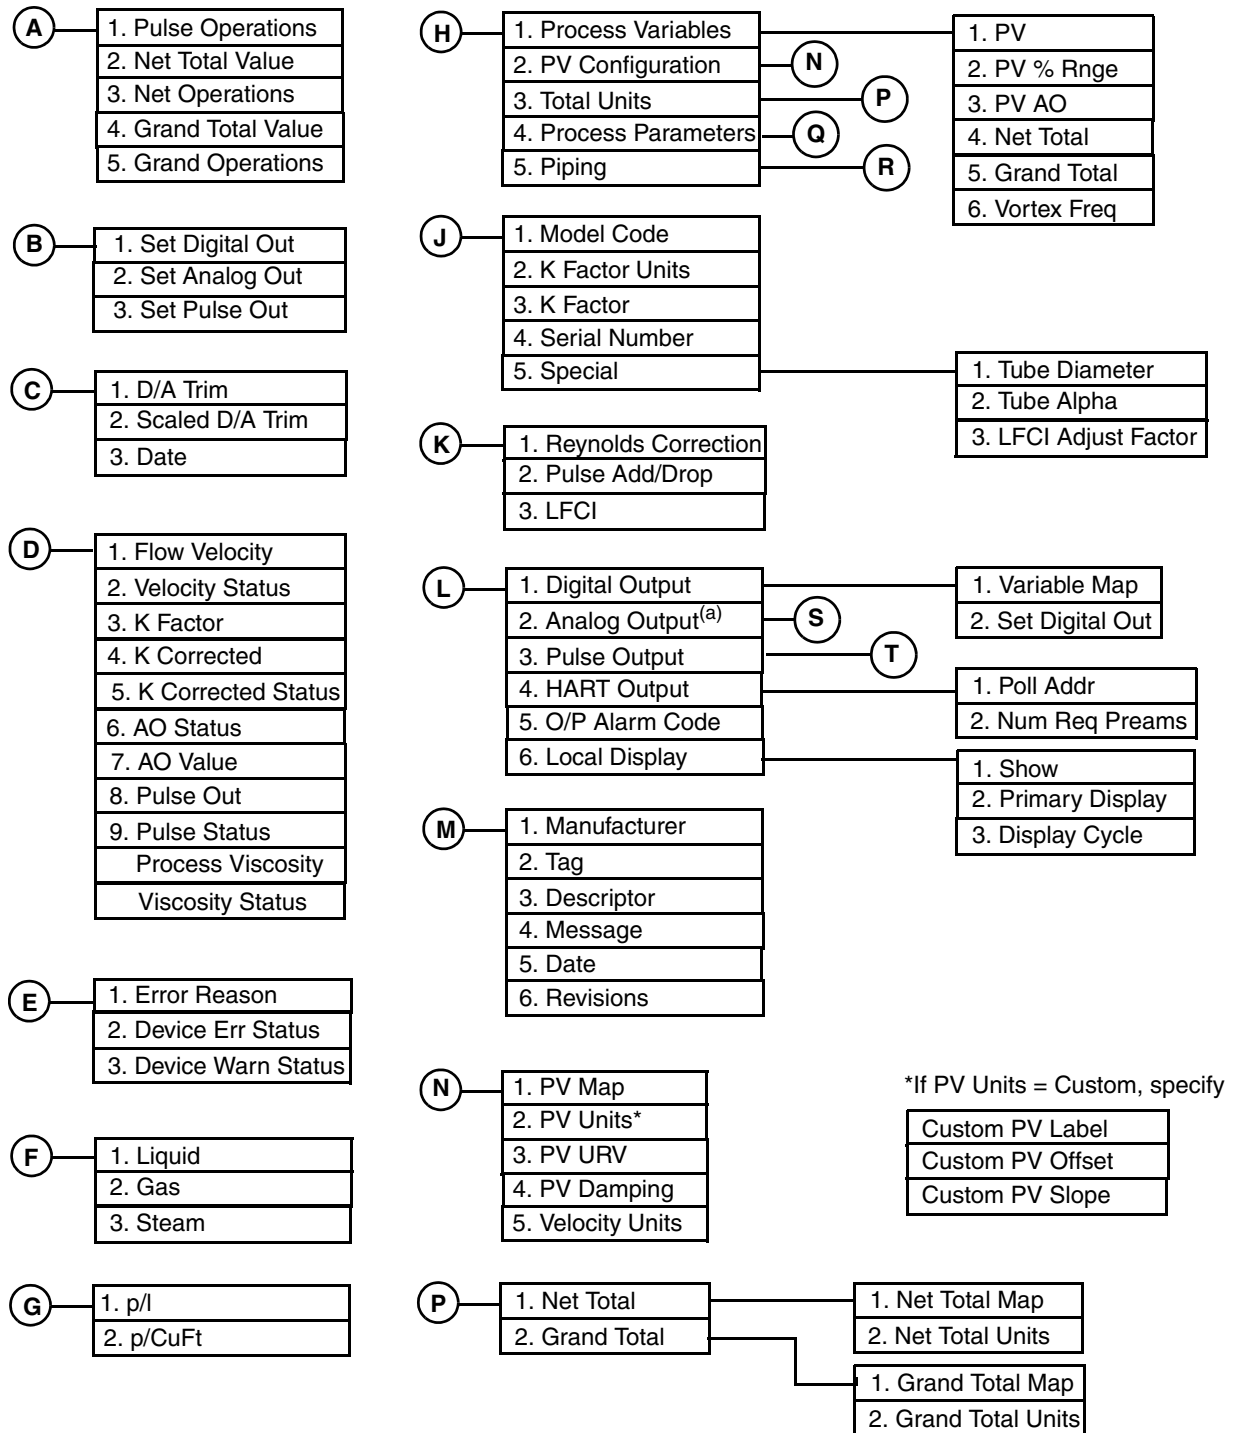 A
1. Pulse Operations
2. Net Total Value
3. Net Operations
4. Grand Total Value
5. Grand Operations
B
1. Set Digital Out
2. Set Analog Out
3. Set Pulse Out
C
1. D/A Trim
2. Scaled D/A Trim
3. Date
D
1. Flow Velocity
2. Velocity Status
3. K Factor
4. K Corrected
5. K Corrected Status
6. AO Status
7. AO Value
8. Pulse Out
9. Pulse Status
Process Viscosity
Viscosity Status
E
1. Error Reason
2. Device Err Status
3. Device Warn Status
F
1. Liquid
2. Gas
3. Steam
G
1. p/l
2. p/CuFt
H
1. Process Variables
2. PV Configuration
N
3. Total Units
P
4. Process Parameters
Q
5. Piping
R
1. PV
2. PV % Rnge
3. PV AO
4. Net Total
5. Grand Total
6. Vortex Freq
J
1. Model Code
2. K Factor Units
3. K Factor
4. Serial Number
5. Special
1. Tube Diameter
2. Tube Alpha
3. LFCI Adjust Factor
K
1. Reynolds Correction
2. Pulse Add/Drop
3. LFCI
L
1. Digital Output
2. Analog Output(a)
S
3. Pulse Output
T
4. HART Output
5. O/P Alarm Code
6. Local Display
1. Variable Map
2. Set Digital Out
1. Poll Addr
2. Num Req Preams
1. Show
2. Primary Display
3. Display Cycle
M
1. Manufacturer
2. Tag
3. Descriptor
4. Message
5. Date
6. Revisions
N
1. PV Map
2. PV Units*
3. PV URV
4. PV Damping
5. Velocity Units
*If PV Units = Custom, specify
Custom PV Label
Custom PV Offset
Custom PV Slope
P
1. Net Total
2. Grand Total
1. Net Total Map
2. Net Total Units
1. Grand Total Map
2. Grand Total Units